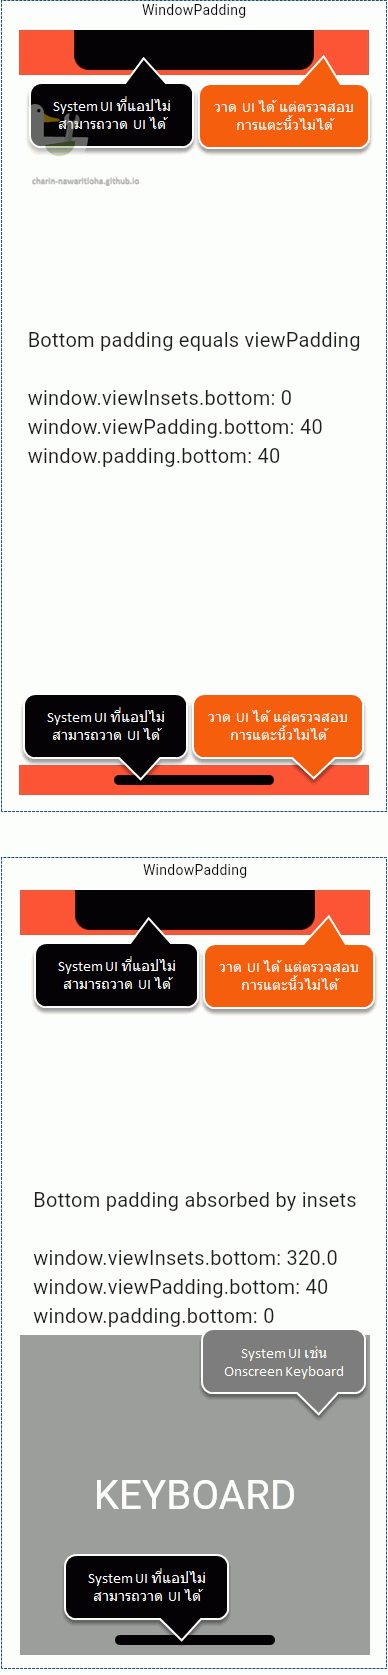 WindowPadding
System UI ที่แอปไม่
สามารถวาด UI ได้
วาด UI ได้ แต่ตรวจสอบ
การแตะนิ้วไม่ได้
charin-nawaritloha.github.io
Bottom padding equals viewPadding
window.viewInsets.bottom: 0
window.viewPadding.bottom: 40
window.padding.bottom: 40
System UI ที่แอปไม่
สามารถวาด UI ได้
วาด UI ได้ แต่ตรวจสอบ
การแตะนิ้วไม่ได้
WindowPadding
System UI ที่แอปไม่
สามารถวาด UI ได้
วาด UI ได้ แต่ตรวจสอบ
การแตะนิ้วไม่ได้
Bottom padding absorbed by insets
window.viewInsets.bottom: 320.0
window.viewPadding.bottom: 40
window.padding.bottom: 0
System UI เช่น
Onscreen Keyboard
KEYBOARD
System UI ที่แอปไม่
สามารถวาด UI ได้